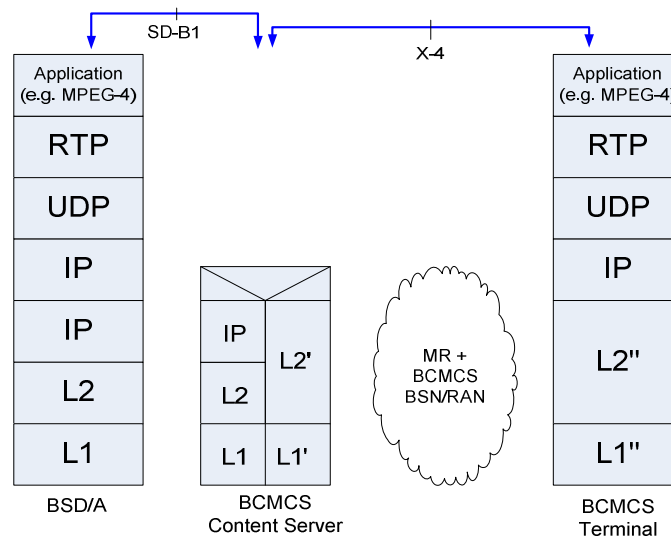 SD-B1
X-4
Application
(e.g. MPEG-4)
RTP
UDP
IP
IP
L2
L1
BSD/A
IP
L2
L1
L2'
L1'
BCMCS
Content Server
MR +
BCMCS
BSN/RAN
Application
(e.g. MPEG-4)
RTP
UDP
IP
L2"
L1"
BCMCS
Terminal